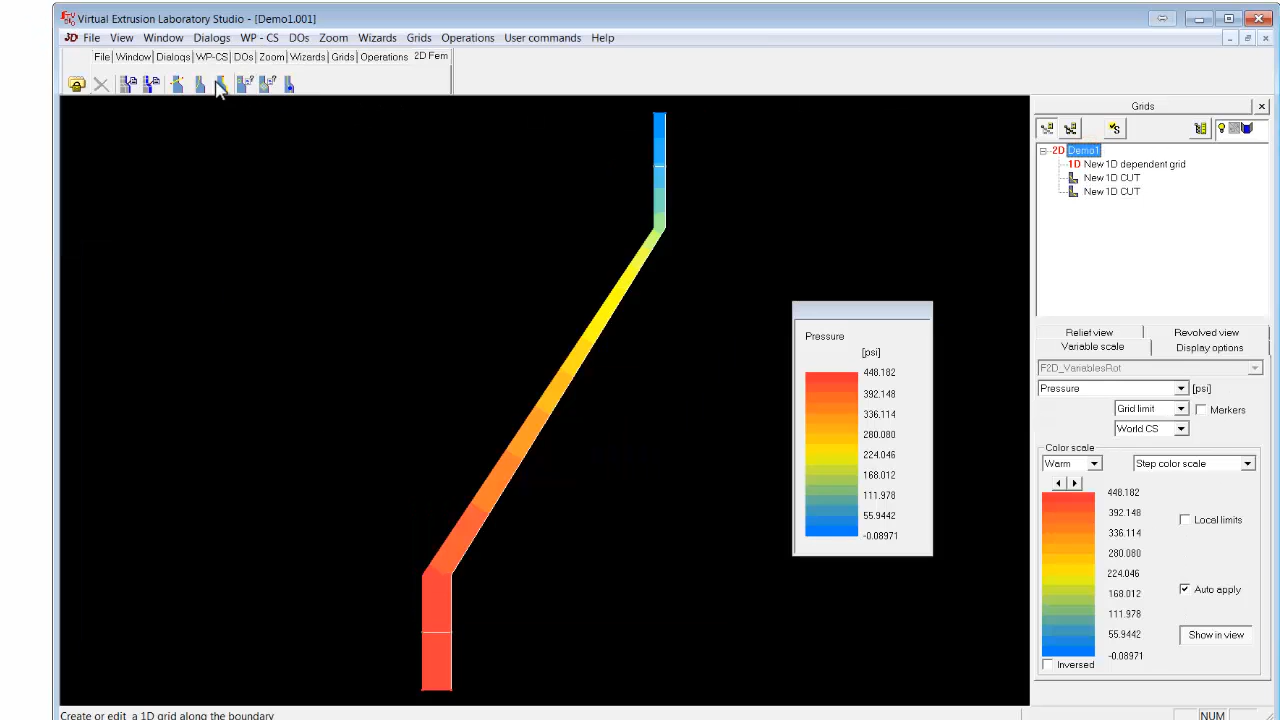 Virtual Extrusion Laboratory Studio - [Demo1.001]
3D File View Window Dialogs WP - CS DOs Zoom Wizards Grids Operations User commands Help
File Window Dialogs WP-CS DOs Zoom Wizards Grids Operations 2D Fem
Grids
2D Demo1
1D New 1D dependent grid
New 1D CUT
New 1D CUT
Pressure
[psi]
448.182
392.148
336.114
280.080
224.046
168.012
111.978
55.9442
-0.08971
Relief view Revolved view
Variable scale Display options
F2D_VariablesRot
Pressure [psi]
Grid limit Markers
World CS
Color scale
Warm Step color scale
448.182
392.148
336.114
280.080
224.046
168.012
111.978
55.9442
-0.08971
Local limits
Auto apply
Show in view
Inversed
Create or edit a 1D grid along the boundary
NUM